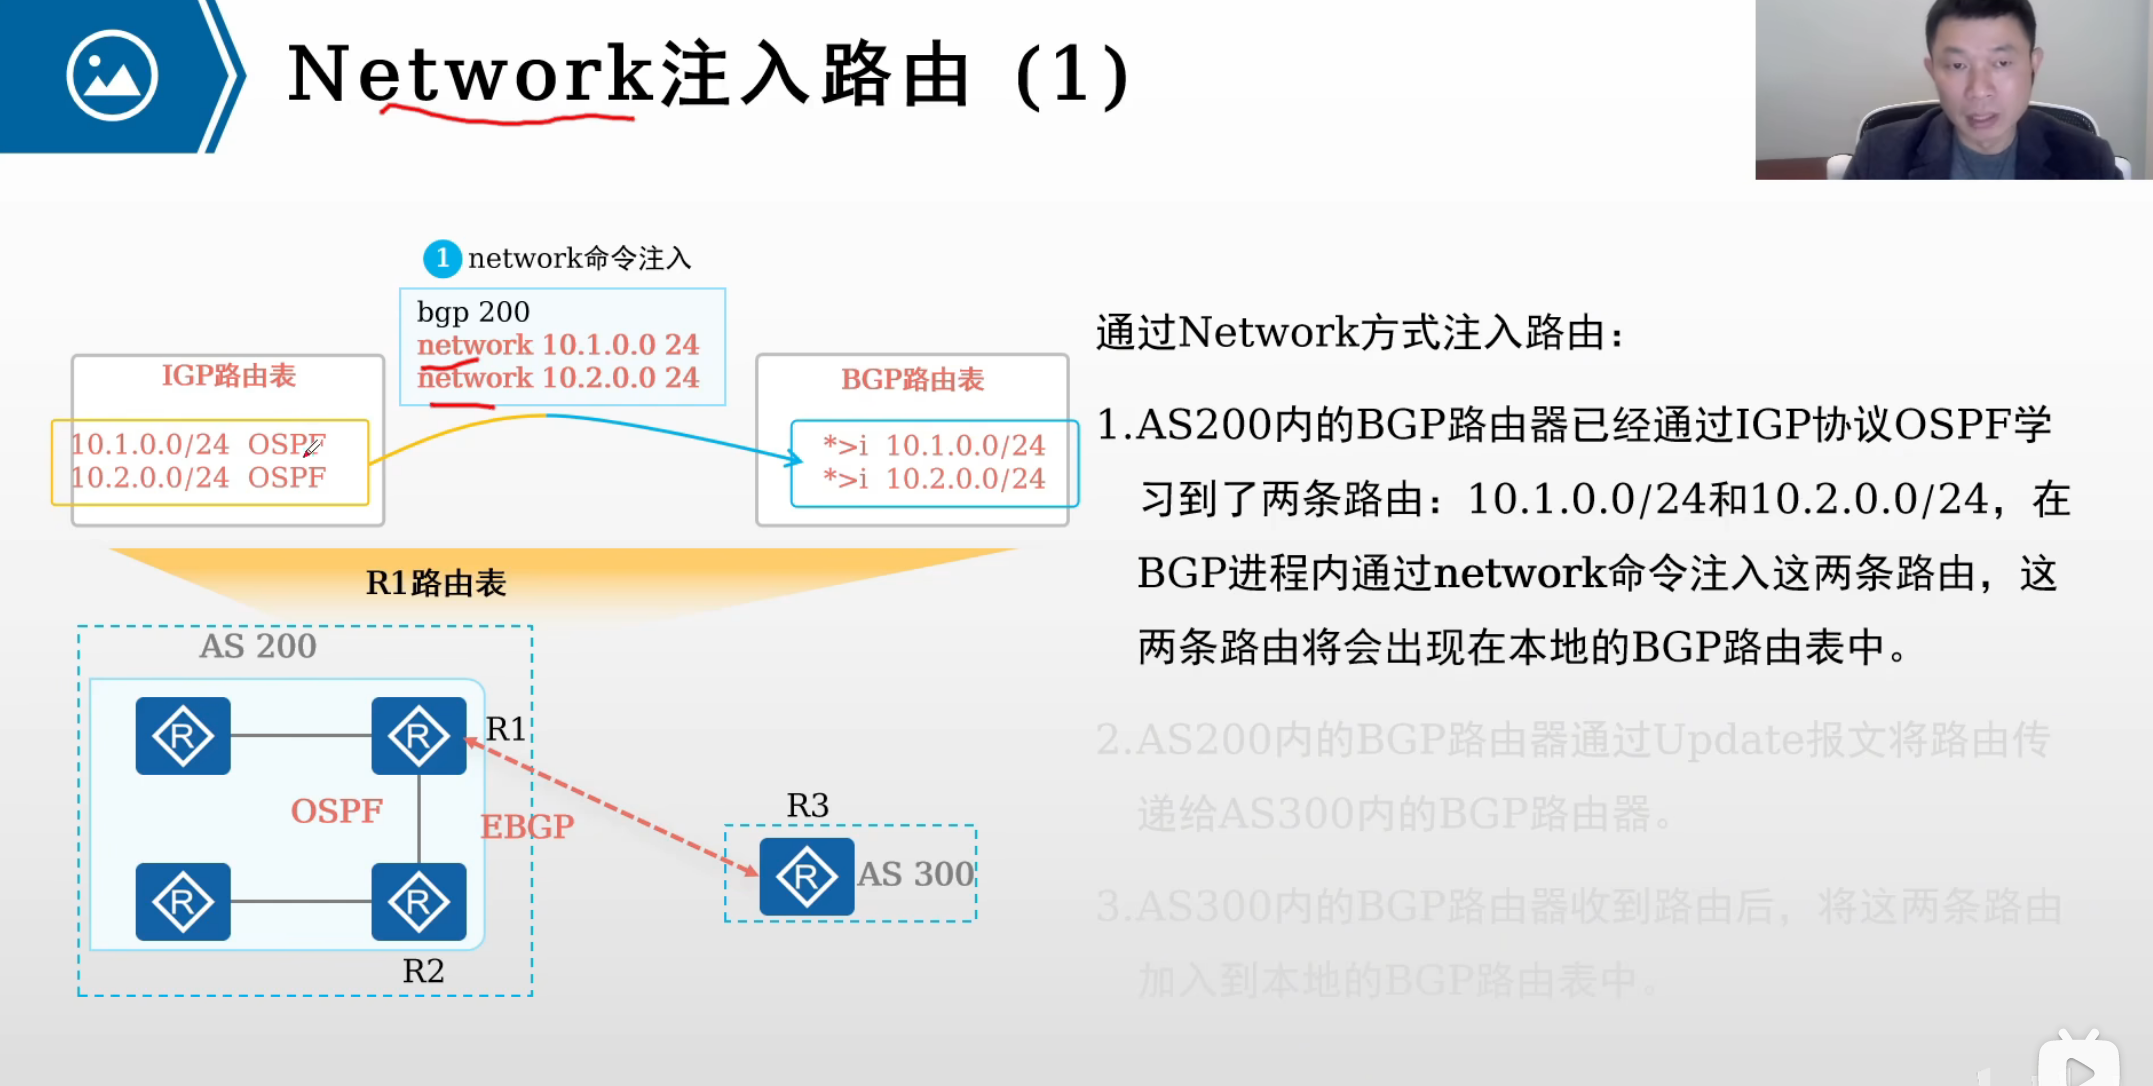 Network注入路由 (1)
1 network命令注入
bgp 200
network 10.1.0.0 24
network 10.2.0.0 24
IGP路由表
10.1.0.0/24 OSPF
10.2.0.0/24 OSPF
BGP路由表
*>i 10.1.0.0/24
*>i 10.2.0.0/24
R1路由表
AS 200
R
R
R1
OSPF
EBGP
R
R
R2
R3
R
AS 300
通过Network方式注入路由：
1.AS200内的BGP路由器已经通过IGP协议OSPF学
习到了两条路由：10.1.0.0/24和10.2.0.0/24，在
BGP进程内通过network命令注入这两条路由，这
两条路由将会出现在本地的BGP路由表中。
2.AS200内的BGP路由器通过Update报文将路由传
递给AS300内的BGP路由器。
3.AS300内的BGP路由器收到路由后，将这两条路由
加入到本地的BGP路由表中。